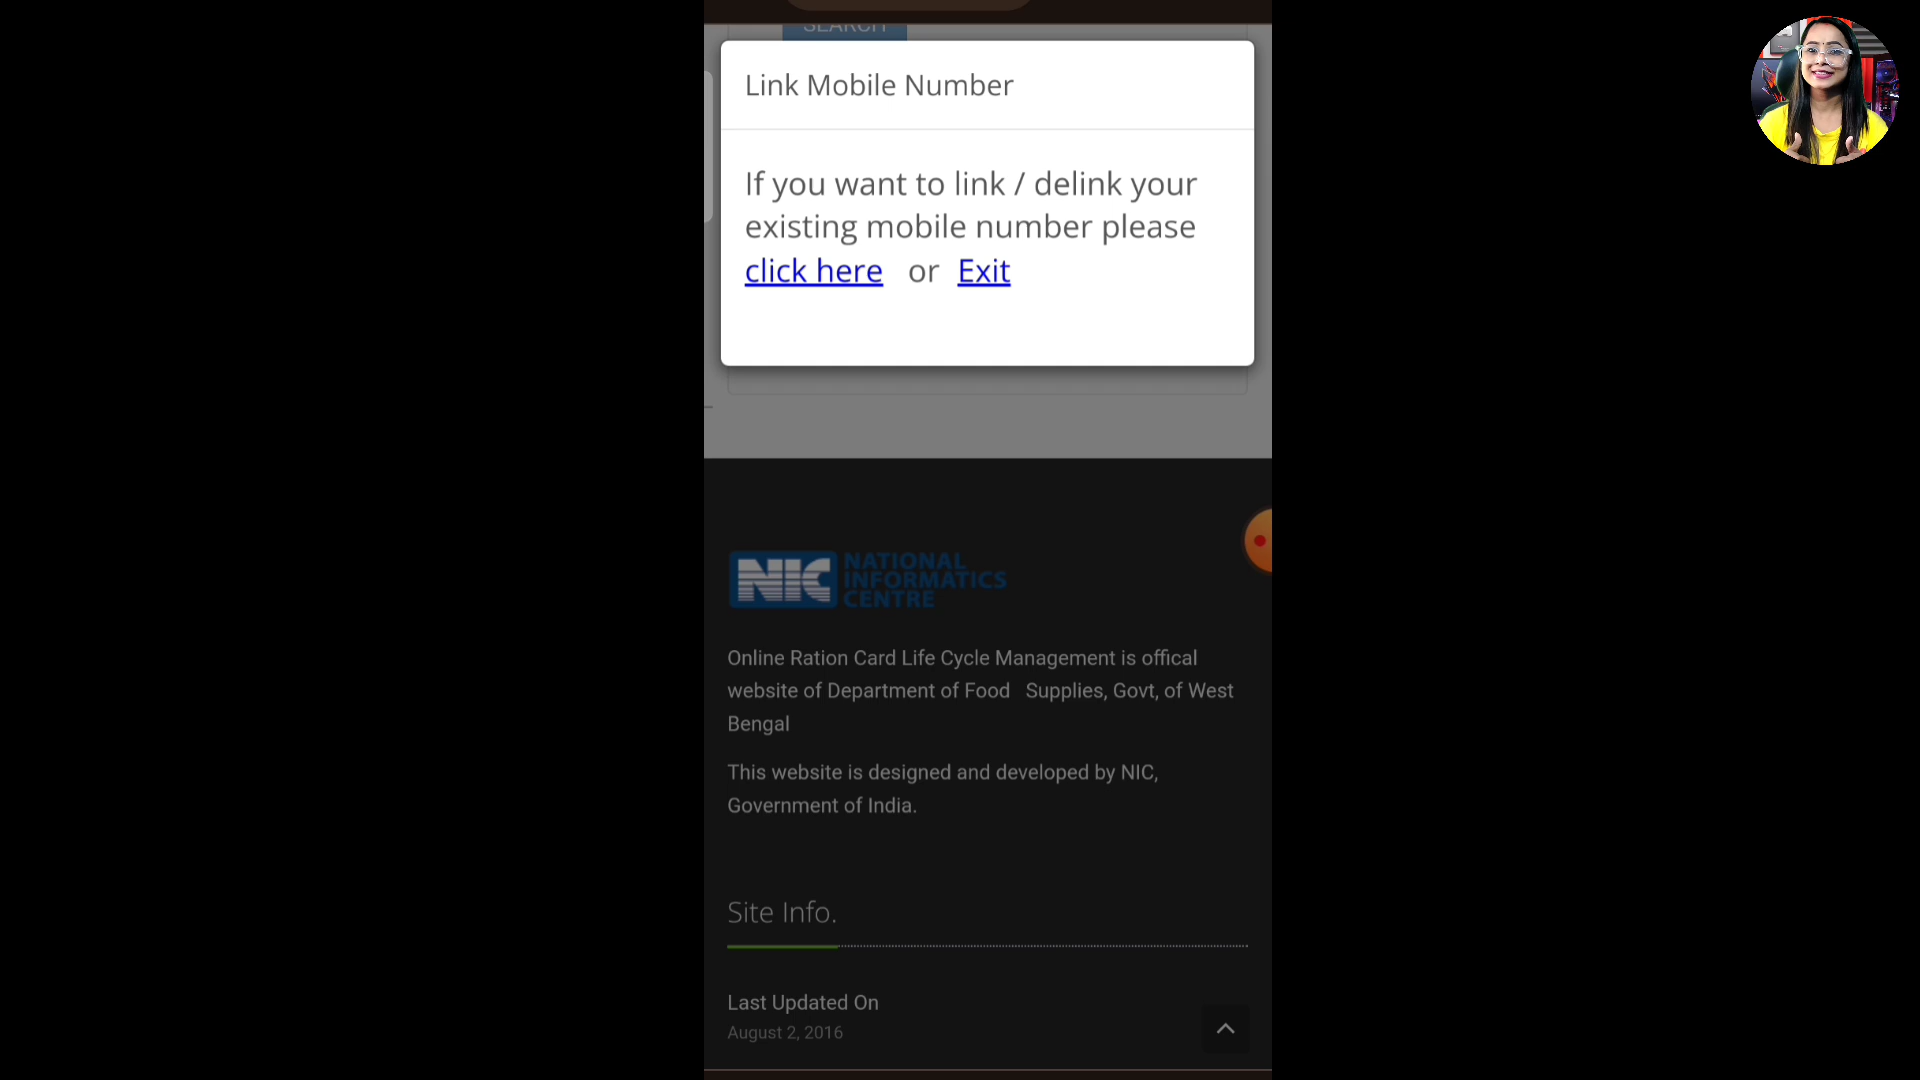 SEARCH
Link Mobile Number
If you want to link / delink your
existing mobile number please
click here or Exit
NIC NATIONAL
INFORMATICS
CENTRE
Online Ration Card Life Cycle Management is offical
website of Department of Food Supplies, Govt, of West
Bengal
This website is designed and developed by NIC,
Government of India.
Site Info.
Last Updated On
August 2, 2016